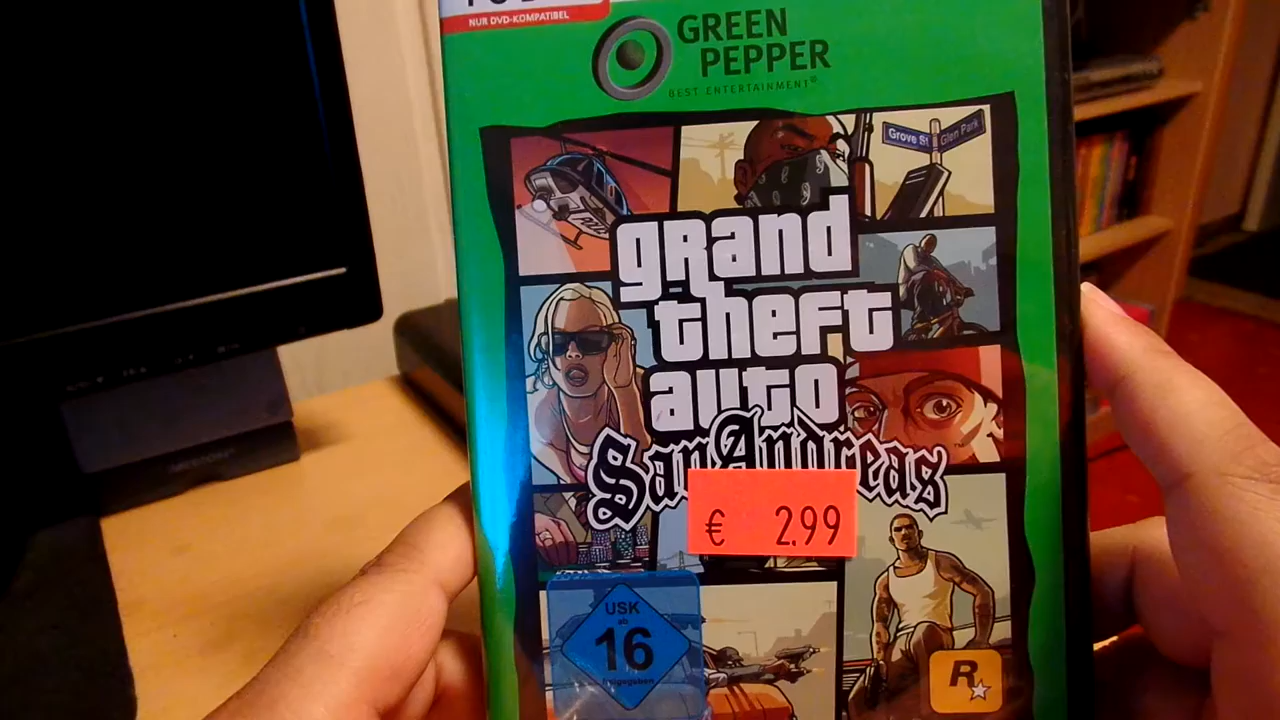 NUR DVD-KOMPATIBEL
GREEN
PEPPER
BEST ENTERTAINMENT®
Grove St
Glen Park
grand
theft
auto
San Andreas
™
€ 2.99
USK
ab
16
freigegeben
R